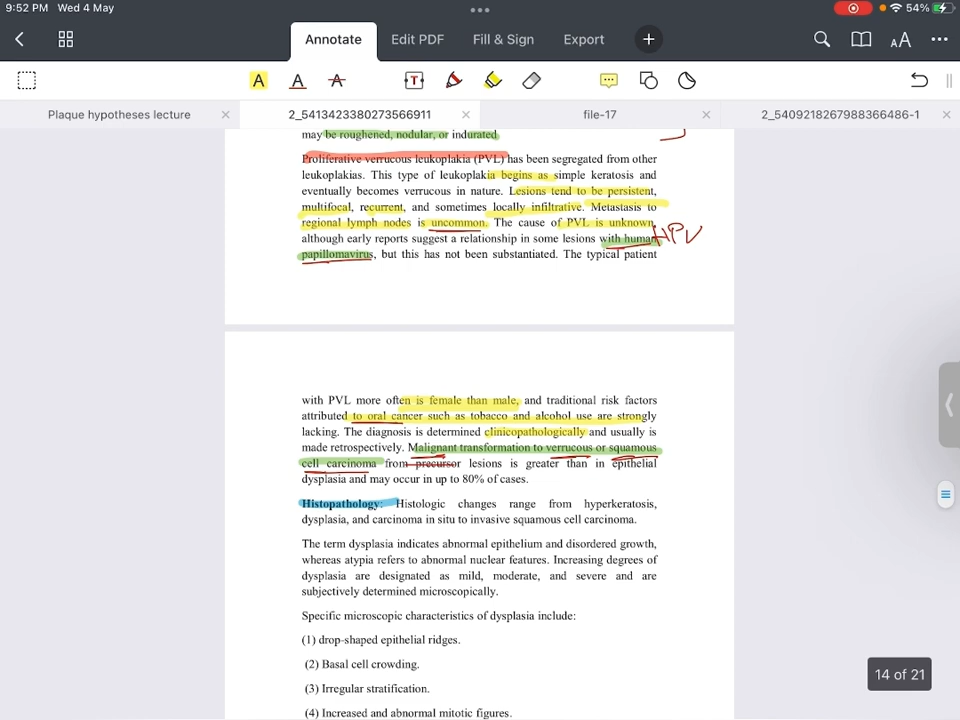 9:52 PM Wed 4 May
54%
Annotate
Edit PDF
Fill & Sign
Export
Plaque hypotheses lecture
2_5413423380273566911
file-17
2_5409218267988366486-1
may be roughened, nodular, or indurated
Proliferative verrucous leukoplakia (PVL) has been segregated from other
leukoplakias. This type of leukoplakia begins as simple keratosis and
eventually becomes verrucous in nature. Lesions tend to be persistent,
multifocal, recurrent, and sometimes locally infiltrative. Metastasis to
regional lymph nodes is uncommon. The cause of PVL is unknown,
although early reports suggest a relationship in some lesions with human
HPV
papillomavirus, but this has not been substantiated. The typical patient
with PVL more often is female than male, and traditional risk factors
attributed to oral cancer such as tobacco and alcohol use are strongly
lacking. The diagnosis is determined clinicopathologically and usually is
made retrospectively. Malignant transformation to verrucous or squamous
cell carcinoma from precursor lesions is greater than in epithelial
dysplasia and may occur in up to 80% of cases.
Histopathology: Histologic changes range from hyperkeratosis,
dysplasia, and carcinoma in situ to invasive squamous cell carcinoma.
The term dysplasia indicates abnormal epithelium and disordered growth,
whereas atypia refers to abnormal nuclear features. Increasing degrees of
dysplasia are designated as mild, moderate, and severe and are
subjectively determined microscopically.
Specific microscopic characteristics of dysplasia include:
(1) drop-shaped epithelial ridges.
(2) Basal cell crowding.
(3) Irregular stratification.
(4) Increased and abnormal mitotic figures.
14 of 21